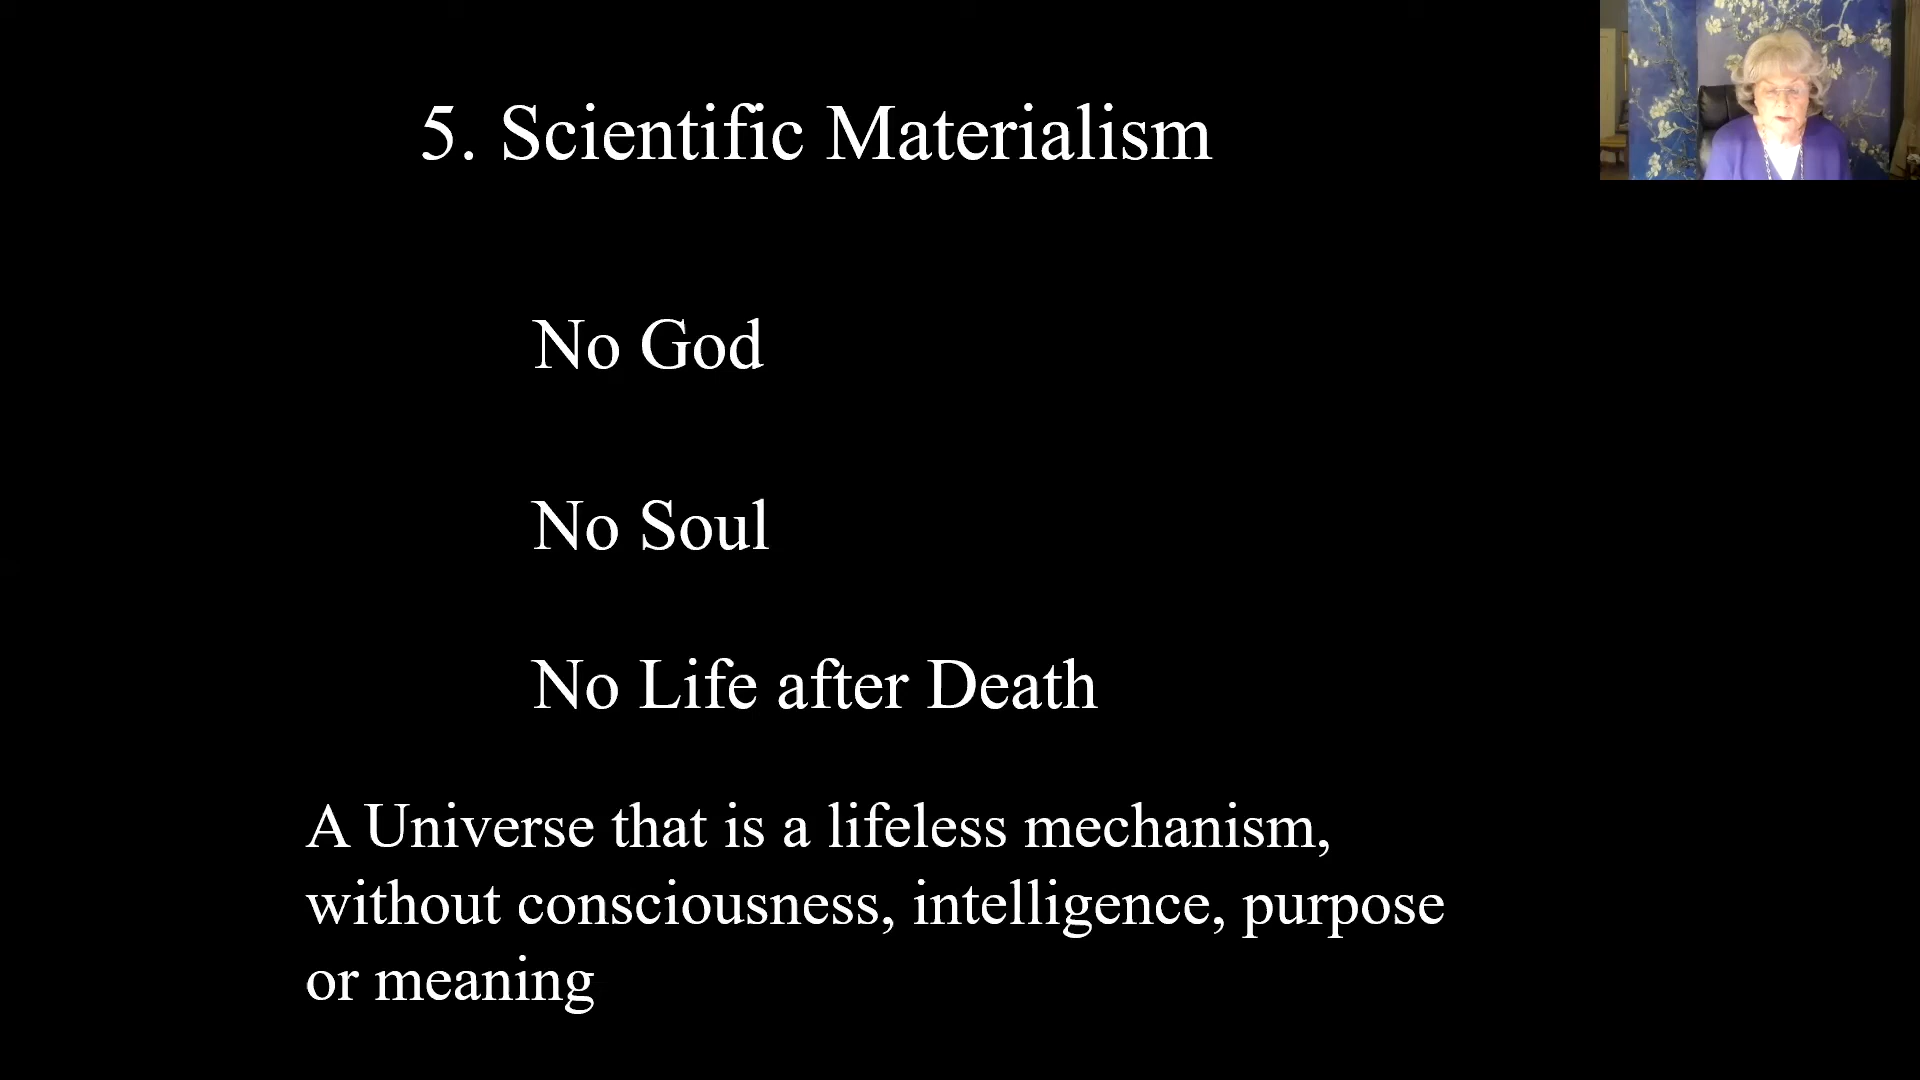 5. Scientific Materialism
No God
No Soul
No Life after Death
A Universe that is a lifeless mechanism,
without consciousness, intelligence, purpose
or meaning